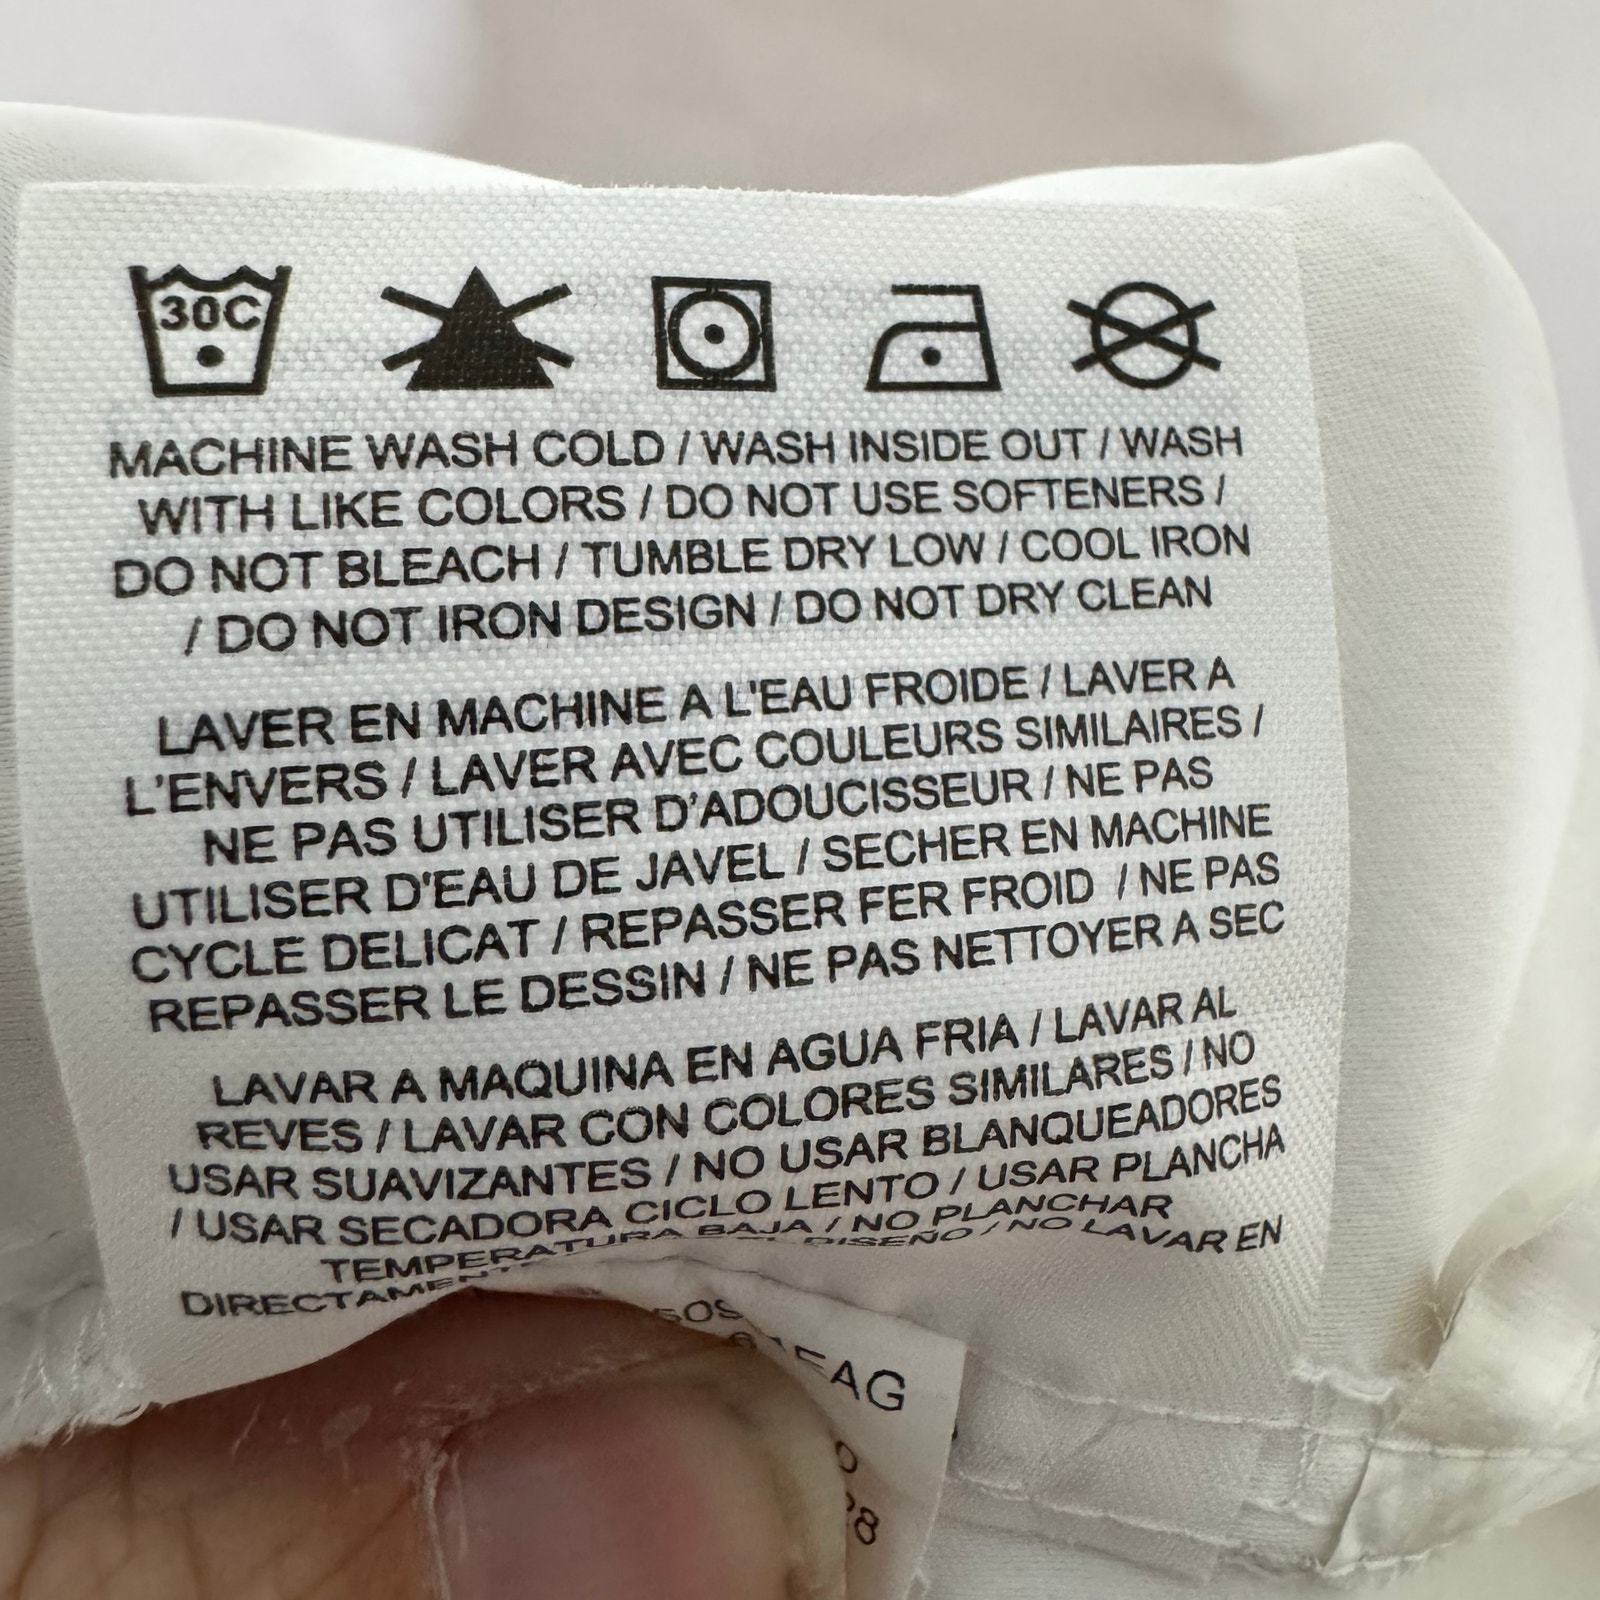 30C
MACHINE WASH COLD / WASH INSIDE OUT / WASH
WITH LIKE COLORS / DO NOT USE SOFTENERS /
DO NOT BLEACH / TUMBLE DRY LOW / COOL IRON
/ DO NOT IRON DESIGN / DO NOT DRY CLEAN
LAVER EN MACHINE A L'EAU FROIDE / LAVER A
L'ENVERS / LAVER AVEC COULEURS SIMILAIRES /
NE PAS UTILISER D'ADOUCISSEUR / NE PAS
UTILISER D'EAU DE JAVEL / SECHER EN MACHINE
CYCLE DELICAT / REPASSER FER FROID / NE PAS
REPASSER LE DESSIN / NE PAS NETTOYER A SEC
LAVAR A MAQUINA EN AGUA FRIA / LAVAR AL
REVES / LAVAR CON COLORES SIMILARES / NO
USAR SUAVIZANTES / NO USAR BLANQUEADORES
/ USAR SECADORA CICLO LENTO / USAR PLANCHA
TEMPERATURA BAJA / NO PLANCHAR
DISEÑO / NO LAVAR EN